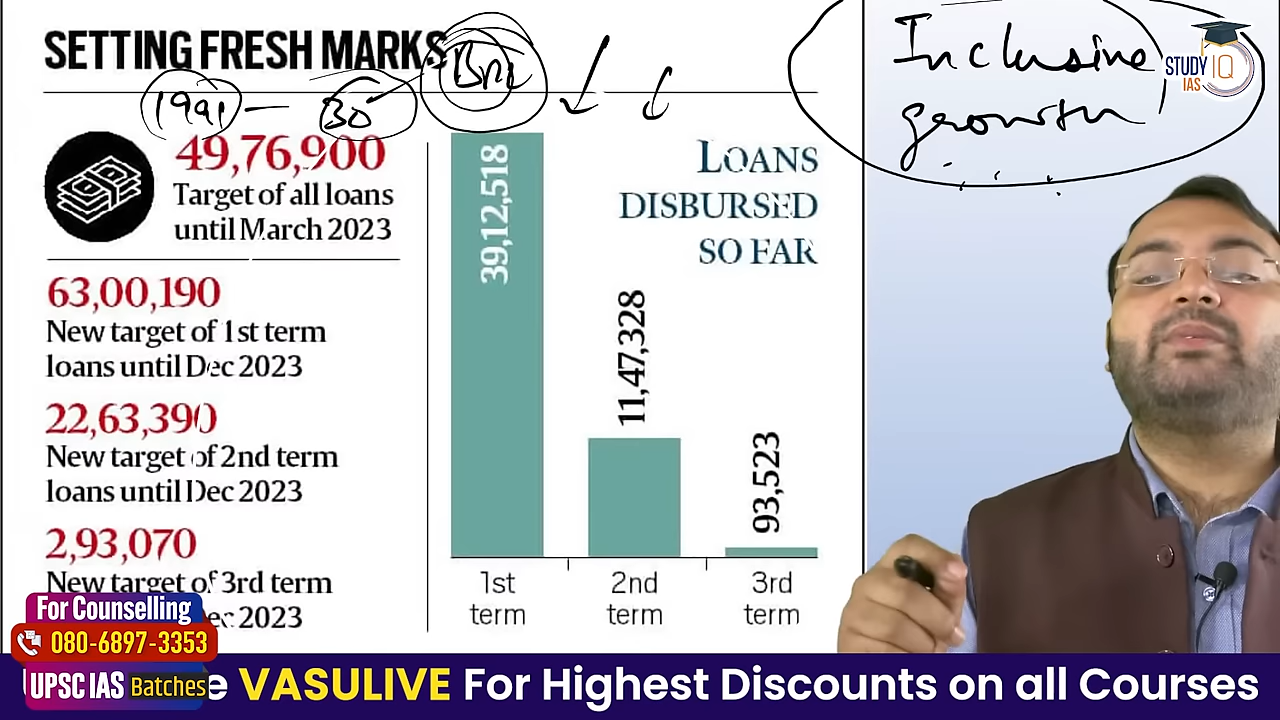 SETTING FRESH MARKS
1991 — BO
Inclusive
growth
STUDY IQ
IAS
49,76,900
Target of all loans
until March 2023
63,00,190
New target of 1st term
loans until Dec 2023
22,63,390
New target of 2nd term
loans until Dec 2023
2,93,070
New target of 3rd term
2023
LOANS
DISBURSED
SO FAR
39,12,518
11,47,328
93,523
1st
term
2nd
term
3rd
term
For Counselling
080-6897-3353
UPSC IAS Batches
VASULIVE For Highest Discounts on all Courses